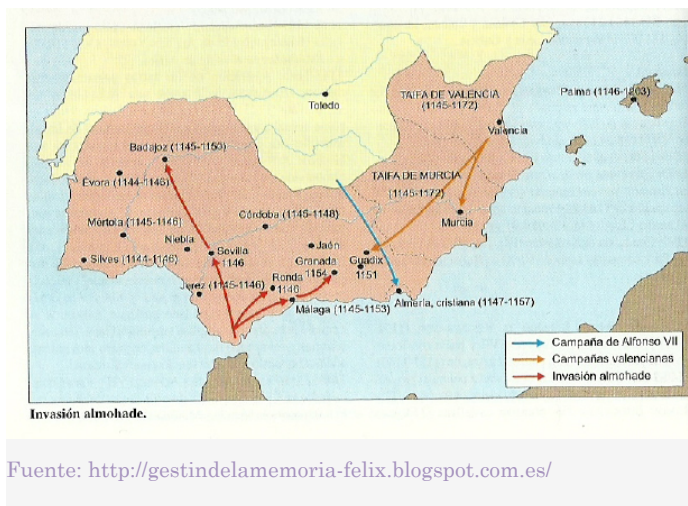 TAIFA DE VALENCIA
(1145-1172)
Palma (1146-1203)
Toledo
Valencia
Badajoz (1145-1150)
TAIFA DE MURCIA
(1145-1172)
Évora (1144-1146)
Murcia
Mértola (1145-1146)
Córdoba (1145-1148)
Niebla
Sevilla
1146
Jaén
Granada
1154
Guadix
1151
Silves (1144-1146)
Jerez (1145-1146)
Ronda
1146
Málaga (1145-1153)
Almería, cristiana (1147-1157)
Campaña de Alfonso VII
Campañas valencianas
Invasión almohade
Invasión almohade.
Fuente: http://gestindelamemoria-felix.blogspot.com.es/